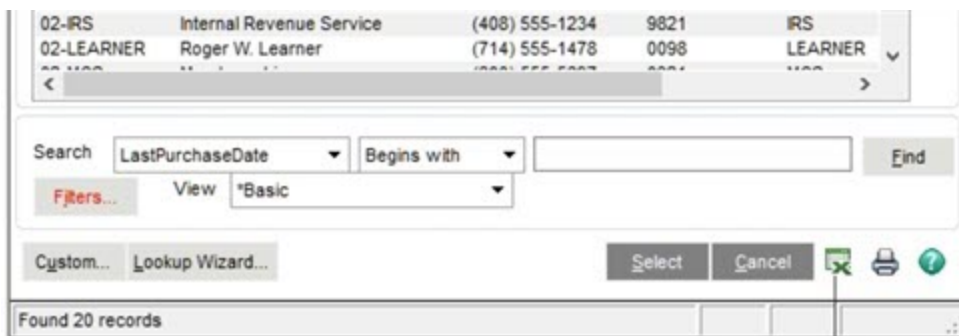 02-IRS Internal Revenue Service (408) 555-1234 9821 IRS
02-LEARNER Roger W. Learner (714) 555-1478 0098 LEARNER
Search LastPurchaseDate Begins with Find
Filters... View *Basic
Custom... Lookup Wizard... Select Cancel
Found 20 records